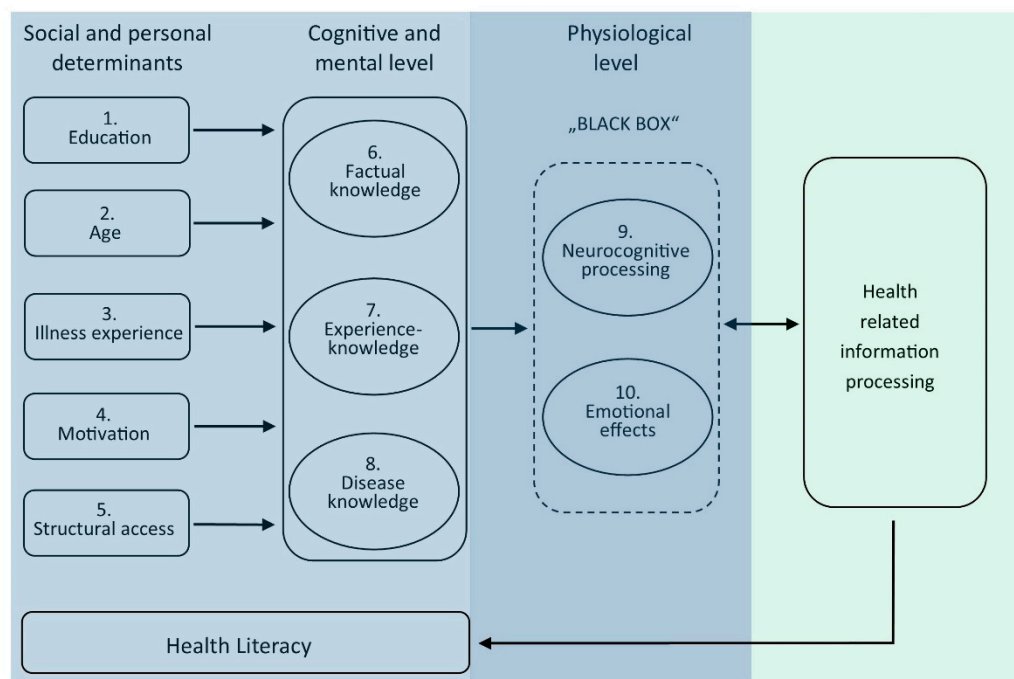 Social and personal
determinants
Cognitive and
mental level
Physiological
level
„BLACK BOX“
1.
Education
2.
Age
3.
Illness experience
4.
Motivation
5.
Structural access
6.
Factual
knowledge
7.
Experience-
knowledge
8.
Disease
knowledge
9.
Neurocognitive
processing
10.
Emotional
effects
Health
related
information
processing
Health Literacy